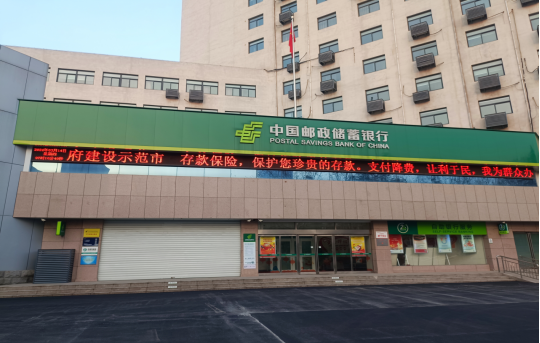 中国邮政储蓄银行
POSTAL SAVINGS BANK OF CHINA
府建设示范市 存款保险,保护您珍贵的存款。支付降费,让利于民,我为群众办